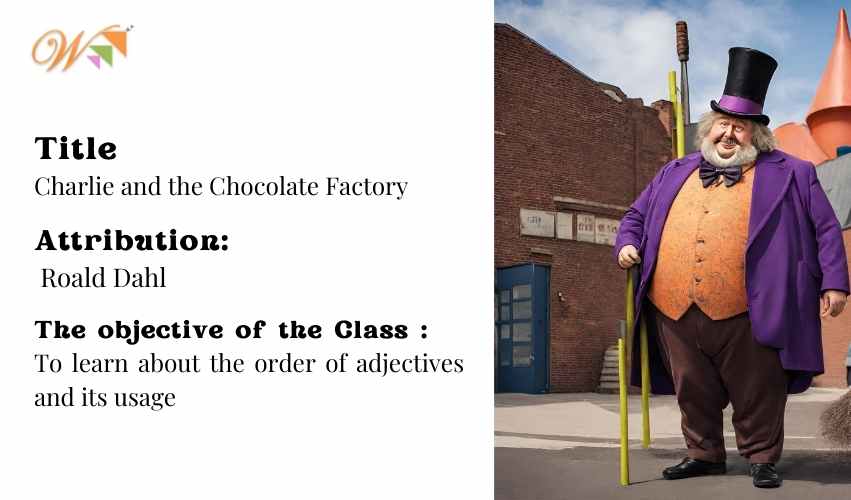 W
Title
Charlie and the Chocolate Factory
Attribution:
Roald Dahl
The objective of the Class :
To learn about the order of adjectives
and its usage